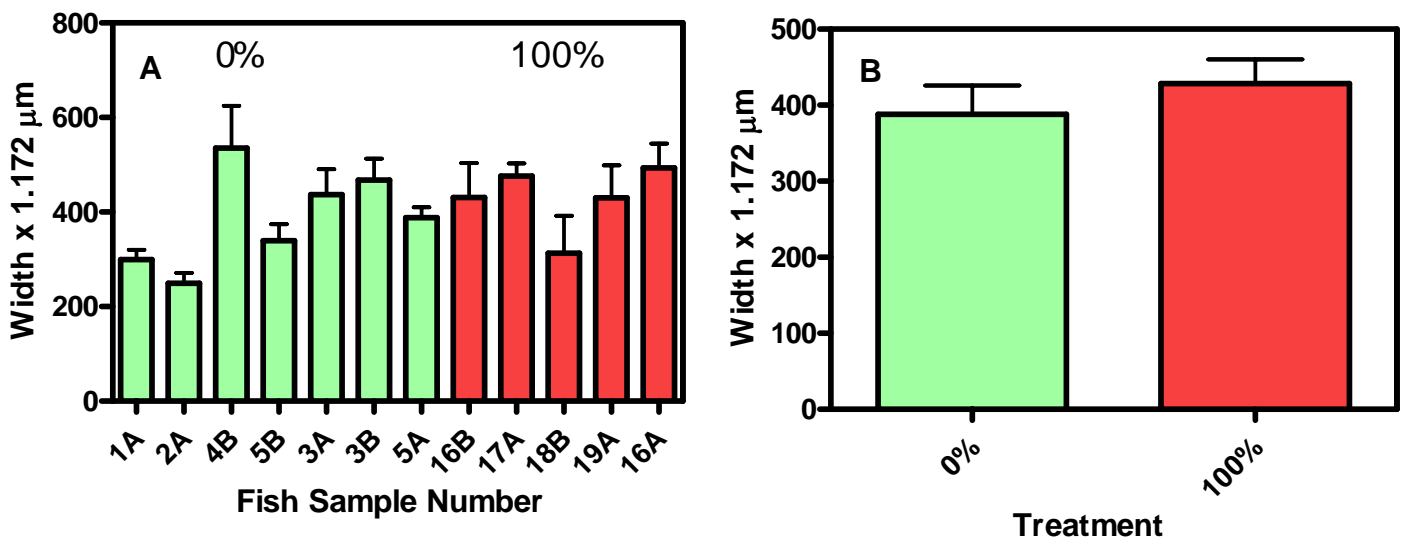 A
0%
100%
Width x 1.172 μm
800
600
400
200
0
1A
2A
4B
5B
3A
3B
5A
16B
17A
18B
19A
16A
Fish Sample Number
B
Width x 1.172 μm
500
400
300
200
100
0
0%
100%
Treatment